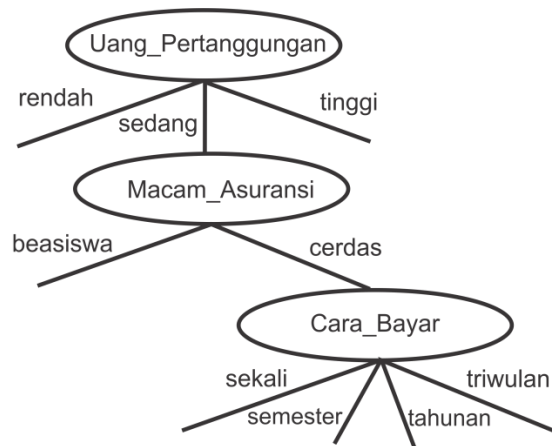 Uang_Pertanggungan
rendah
sedang
tinggi
Macam_Asuransi
beasiswa
cerdas
Cara_Bayar
sekali
semester
tahunan
triwulan